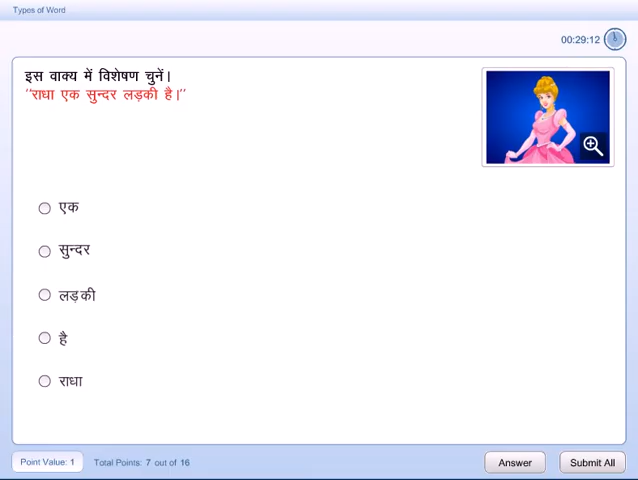 Types of Word
00:29:12
इस वाक्य में विशेषण चुनें।
"राधा एक सुन्दर लड़की है।"
एक
सुन्दर
लड़की
है
राधा
Point Value: 1 Total Points: 7 out of 16 Answer Submit All